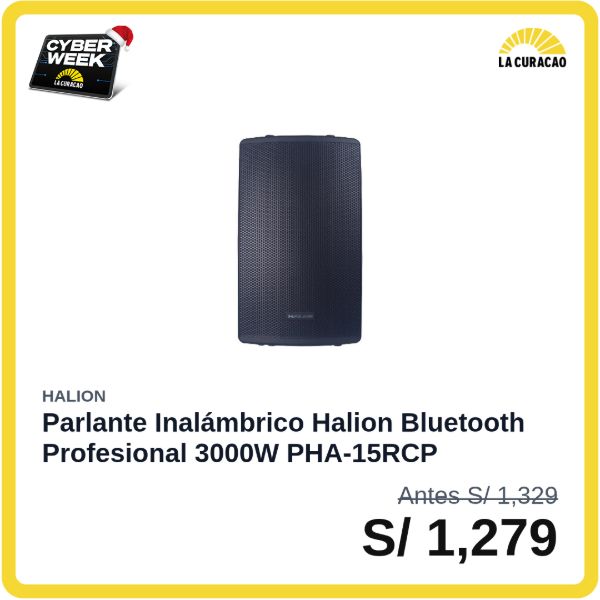 CYBER
WEEK
LA CURACAO
LA CURACAO
HALION
HALION
Parlante Inalámbrico Halion Bluetooth
Profesional 3000W PHA-15RCP
Antes S/ 1,329
S/ 1,279